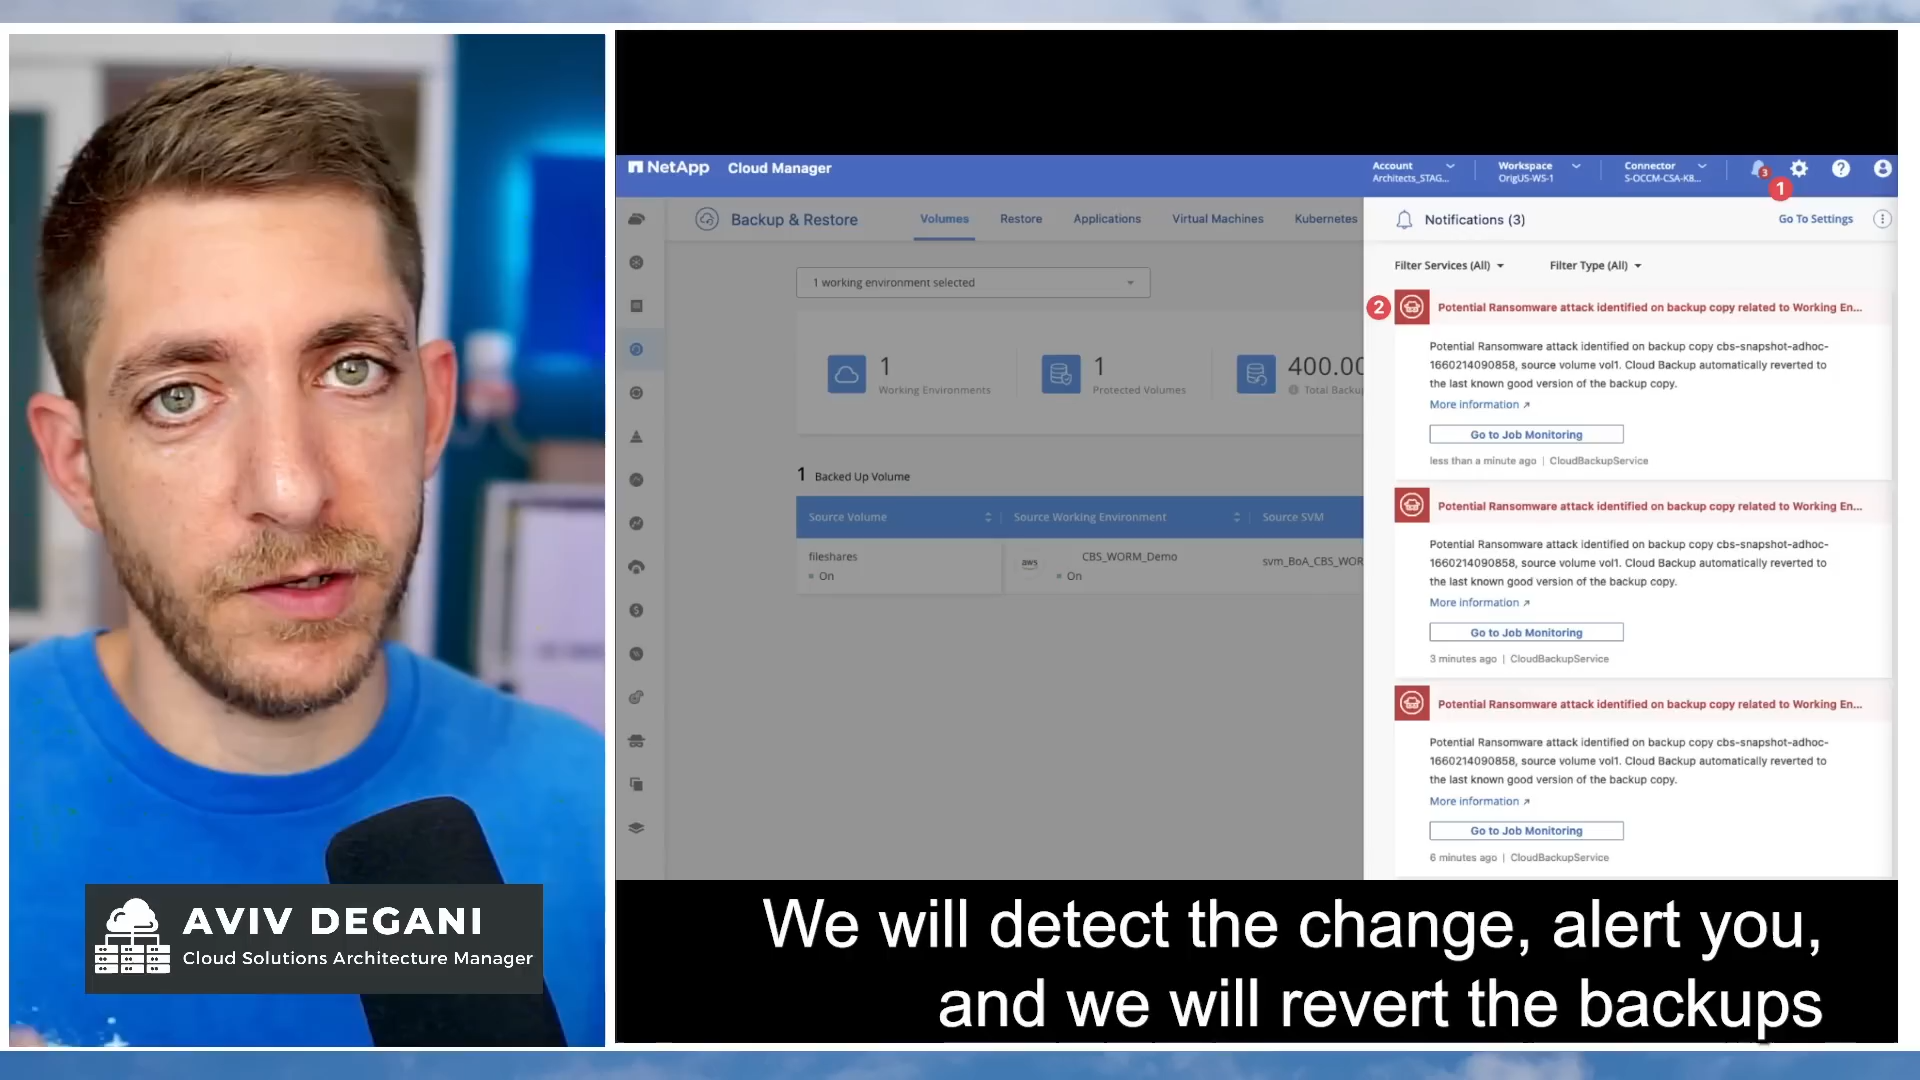 NetApp Cloud Manager
Account
Architects_STAG...
Workspace
OrigUS-WS-1
Connector
S-OCCM-CSA-K8...
3
1
Backup & Restore
Volumes
Restore
Applications
Virtual Machines
Kubernetes
Notifications (3)
Go To Settings
1 working environment selected
Filter Services (All)
Filter Type (All)
1
Working Environments
1
Protected Volumes
400.00
Total Backu
1 Backed Up Volume
Source Volume
Source Working Environment
Source SVM
fileshares
On
aws
CBS_WORM_Demo
On
svm_BoA_CBS_WOR
2
Potential Ransomware attack identified on backup copy related to Working En...
Potential Ransomware attack identified on backup copy cbs-snapshot-adhoc-
1660214090858, source volume vol1. Cloud Backup automatically reverted to
the last known good version of the backup copy.
More information
Go to Job Monitoring
less than a minute ago | CloudBackupService
Potential Ransomware attack identified on backup copy related to Working En...
Potential Ransomware attack identified on backup copy cbs-snapshot-adhoc-
1660214090858, source volume vol1. Cloud Backup automatically reverted to
the last known good version of the backup copy.
More information
Go to Job Monitoring
3 minutes ago | CloudBackupService
Potential Ransomware attack identified on backup copy related to Working En...
Potential Ransomware attack identified on backup copy cbs-snapshot-adhoc-
1660214090858, source volume vol1. Cloud Backup automatically reverted to
the last known good version of the backup copy.
More information
Go to Job Monitoring
6 minutes ago | CloudBackupService
AVIV DEGANI
Cloud Solutions Architecture Manager
We will detect the change, alert you,
and we will revert the backups